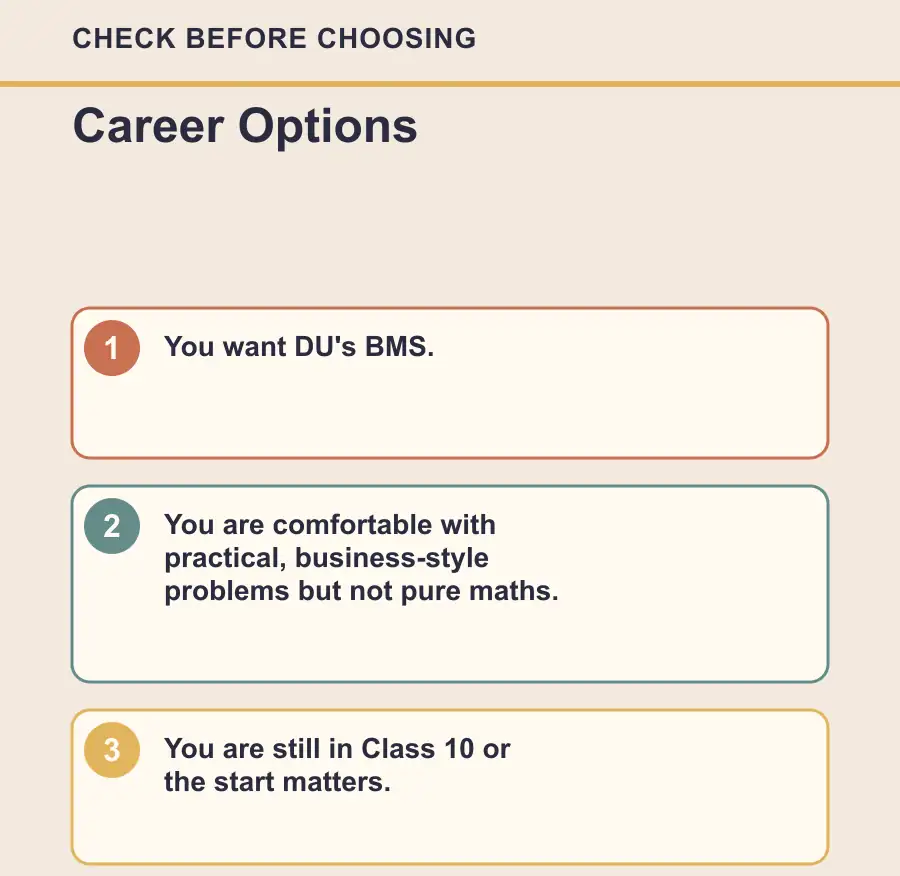 CHECK BEFORE CHOOSING
Career Options
1
You want DU's BMS.
2
You are comfortable with
practical, business-style
problems but not pure maths.
3
You are still in Class 10 or
the start matters.